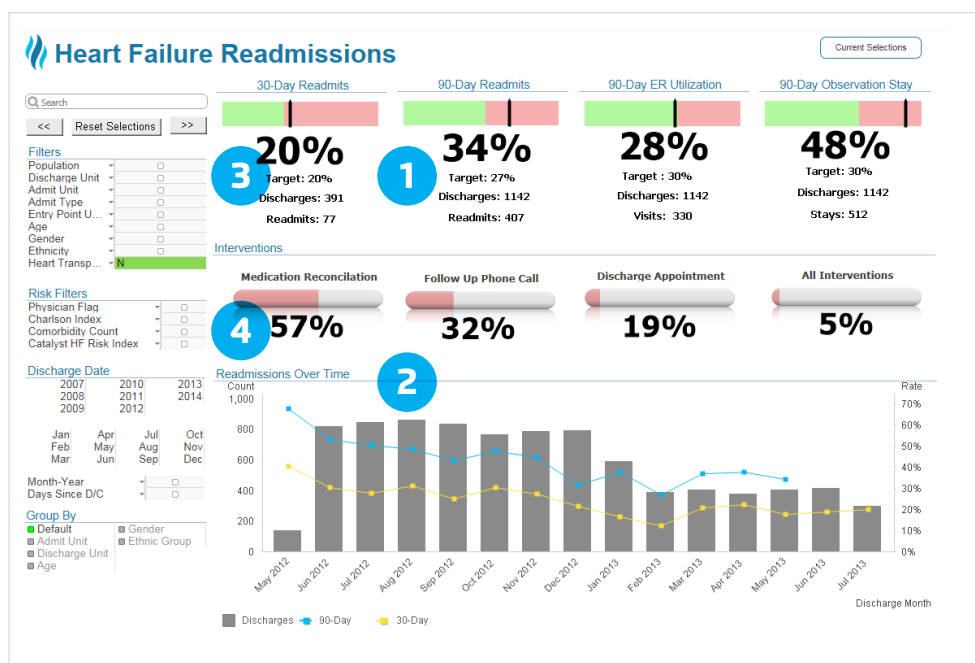 Heart Failure Readmissions
Current Selections
Search
<< Reset Selections >>
Filters
Population
Discharge Unit
Admit Unit
Admit Type
Entry Point U...
Age
Gender
Ethnicity
Heart Transp... N
Risk Filters
Physician Flag
Charlson Index
Comorbidity Count
Catalyst HF Risk Index
Discharge Date
2007 2010 2013
2008 2011 2014
2009 2012
Jan Apr Jul Oct
Feb May Aug Nov
Mar Jun Sep Dec
Month-Year
Days Since D/C
Group By
Default Gender
Admit Unit Ethnic Group
Discharge Unit
Age
30-Day Readmits
20%
3
Target: 20%
Discharges: 391
Readmits: 77
90-Day Readmits
34%
1
Target: 27%
Discharges: 1142
Readmits: 407
90-Day ER Utilization
28%
Target : 30%
Discharges: 1142
Visits: 330
90-Day Observation Stay
48%
Target: 30%
Discharges: 1142
Stays: 512
Interventions
Medication Reconcilation
4
57%
Follow Up Phone Call
32%
Discharge Appointment
19%
All Interventions
5%
Readmissions Over Time
2
Count
1,000
800
600
400
200
0
Rate
70%
60%
50%
40%
30%
20%
10%
0%
May 2012 Jun 2012 Jul 2012 Aug 2012 Sep 2012 Oct 2012 Nov 2012 Dec 2012 Jan 2013 Feb 2013 Mar 2013 Apr 2013 May 2013 Jun 2013 Jul 2013
Discharge Month
Discharges 90-Day 30-Day